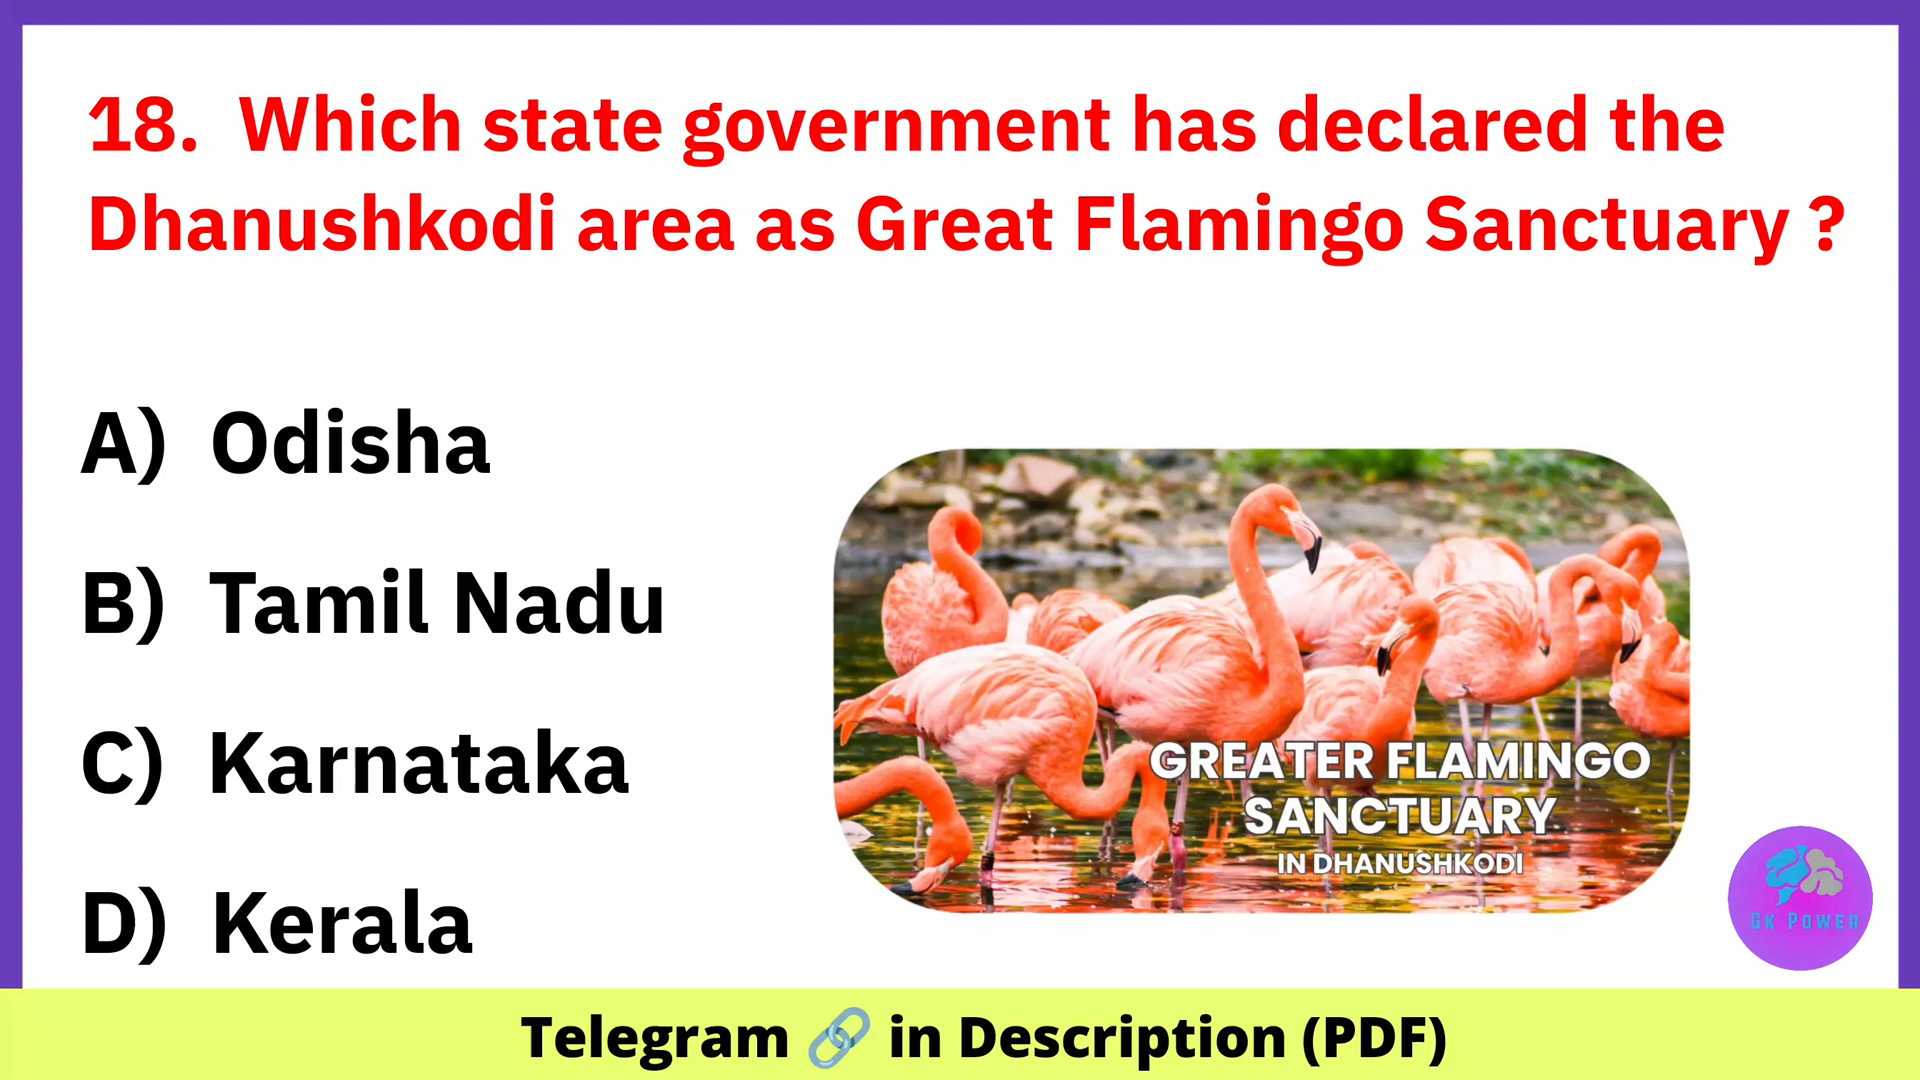 18. Which state government has declared the
Dhanushkodi area as Great Flamingo Sanctuary ?
A) Odisha
B) Tamil Nadu
C) Karnataka
D) Kerala
GREATER FLAMINGO
SANCTUARY
IN DHANUSHKODI
GK POWER
Telegram 🔗 in Description (PDF)